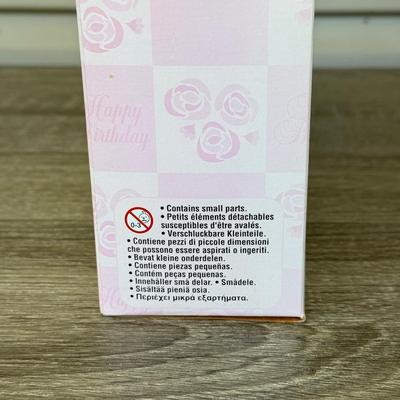 Happy
Birthday
0-3
• Contains small parts.
• Petits éléments détachables
susceptibles d'être avalés.
• Verschluckbare Kleinteile.
• Contiene pezzi di piccole dimensioni
che possono essere aspirati o ingeriti.
• Bevat kleine onderdelen.
• Contiene piezas pequeñas.
• Contém peças pequenas.
• Innehåller små delar. • Smådele.
• Sisältää pieniä osia.
• Περιέχει μικρά εξαρτήματα.